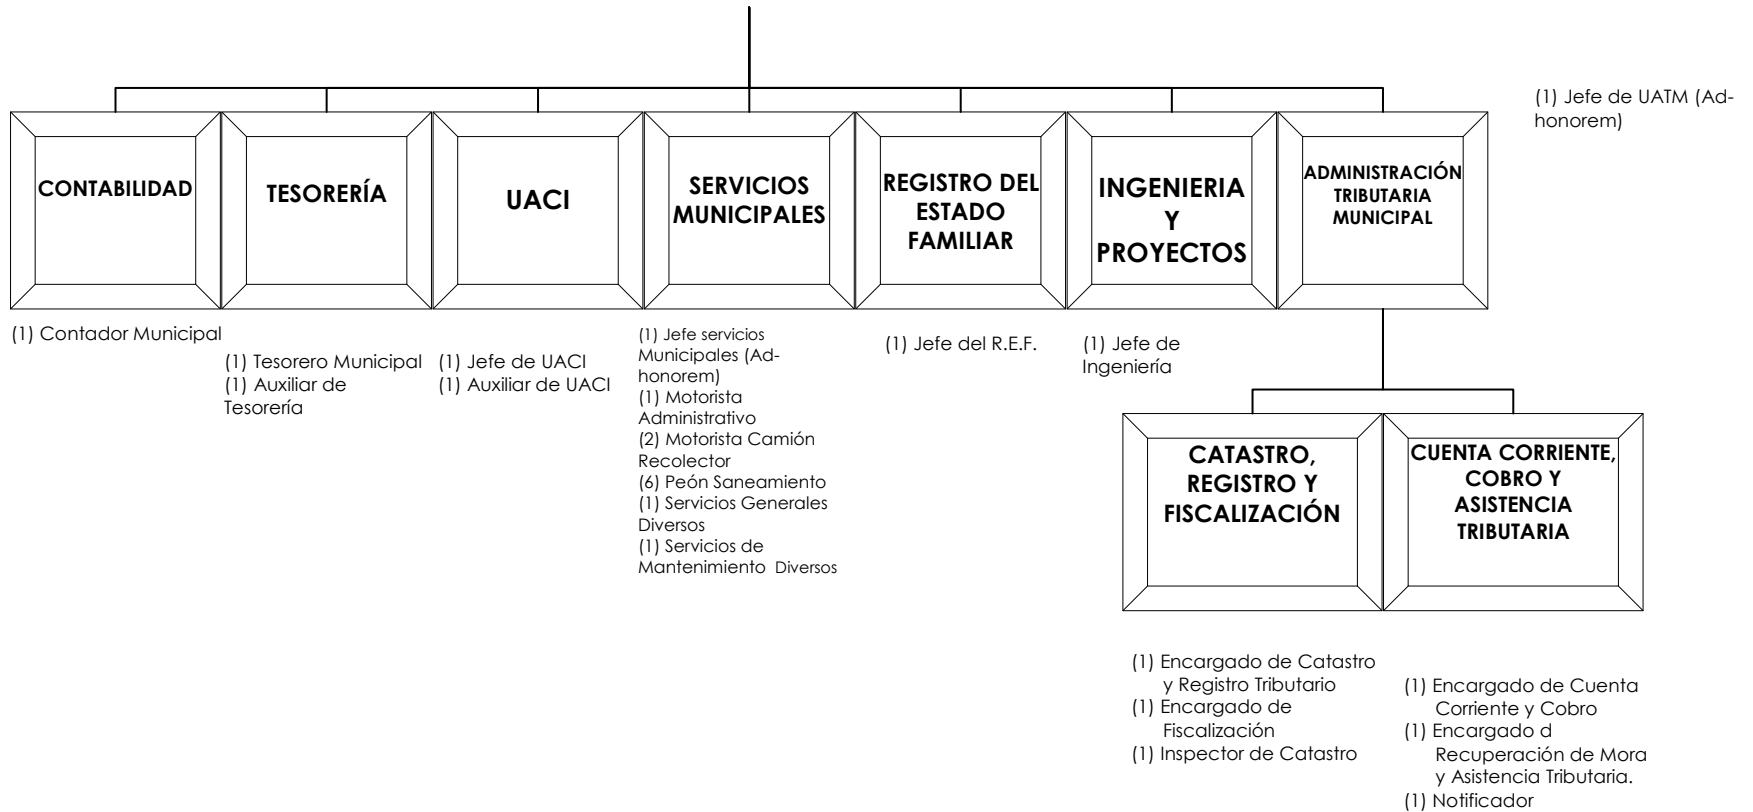 (1) Jefe de UATM (Ad-
honorem)
CONTABILIDAD
TESORERÍA
UACI
SERVICIOS
MUNICIPALES
REGISTRO DEL
ESTADO
FAMILIAR
INGENIERIA
Y
PROYECTOS
ADMINISTRACIÓN
TRIBUTARIA
MUNICIPAL
(1) Contador Municipal
(1) Tesorero Municipal
(1) Auxiliar de
Tesorería
(1) Jefe de UACI
(1) Auxiliar de UACI
(1) Jefe servicios
Municipales (Ad-
honorem)
(1) Motorista
Administrativo
(2) Motorista Camión
Recolector
(6) Peón Saneamiento
(1) Servicios Generales
Diversos
(1) Servicios de
Mantenimiento Diversos
(1) Jefe del R.E.F.
(1) Jefe de
Ingeniería
CATASTRO,
REGISTRO Y
FISCALIZACIÓN
CUENTA CORRIENTE,
COBRO Y
ASISTENCIA
TRIBUTARIA
(1) Encargado de Catastro
y Registro Tributario
(1) Encargado de
Fiscalización
(1) Inspector de Catastro
(1) Encargado de Cuenta
Corriente y Cobro
(1) Encargado d
Recuperación de Mora
y Asistencia Tributaria.
(1) Notificador